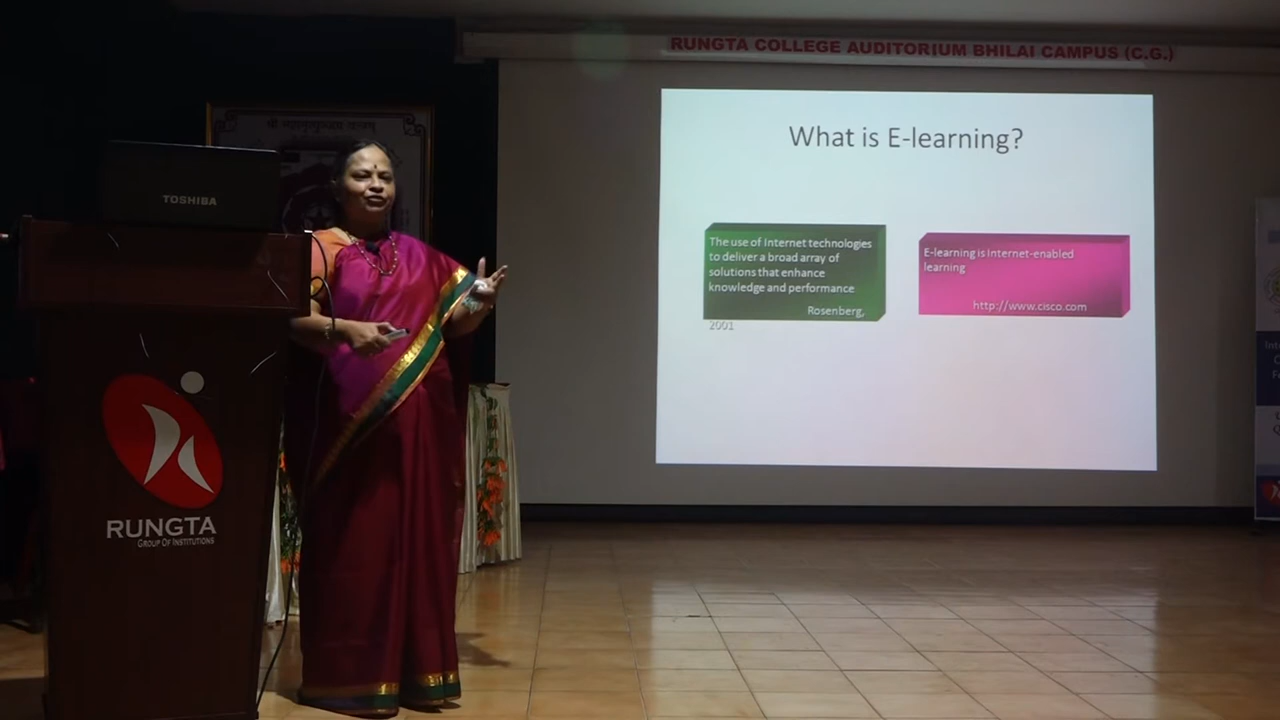 RUNGTA COLLEGE AUDITORIUM BHILAI CAMPUS (C.G.)
What is E-learning?
The use of Internet technologies
to deliver a broad array of
solutions that enhance
knowledge and performance
Rosenberg,
2001
E-learning is Internet-enabled
learning
http://www.cisco.com
TOSHIBA
RUNGTA
GROUP OF INSTITUTIONS